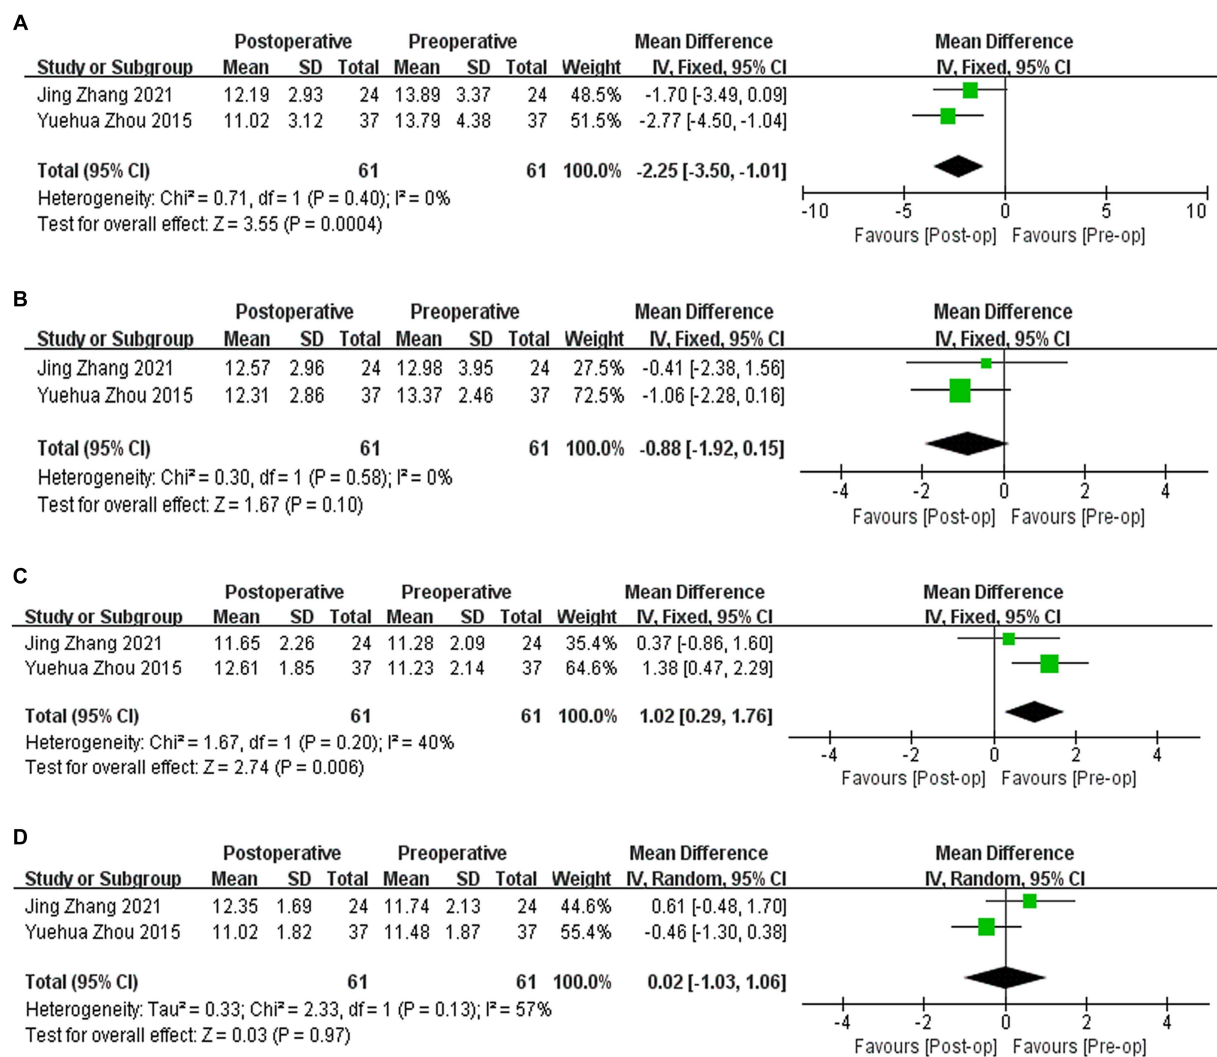 A
Postoperative Preoperative Mean Difference Mean Difference
Study or Subgroup Mean SD Total Mean SD Total Weight IV, Fixed, 95% CI IV, Fixed, 95% CI
Jing Zhang 2021 12.19 2.93 24 13.89 3.37 24 48.5% -1.70 [-3.49, 0.09]
Yuehua Zhou 2015 11.02 3.12 37 13.79 4.38 37 51.5% -2.77 [-4.50, -1.04]
Total (95% CI) 61 61 100.0% -2.25 [-3.50, -1.01]
Heterogeneity: Chi² = 0.71, df = 1 (P = 0.40); I² = 0%
Test for overall effect: Z = 3.55 (P = 0.0004)
-10 -5 0 5 10
Favours [Post-op] Favours [Pre-op]
B
Postoperative Preoperative Mean Difference Mean Difference
Study or Subgroup Mean SD Total Mean SD Total Weight IV, Fixed, 95% CI IV, Fixed, 95% CI
Jing Zhang 2021 12.57 2.96 24 12.98 3.95 24 27.5% -0.41 [-2.38, 1.56]
Yuehua Zhou 2015 12.31 2.86 37 13.37 2.46 37 72.5% -1.06 [-2.28, 0.16]
Total (95% CI) 61 61 100.0% -0.88 [-1.92, 0.15]
Heterogeneity: Chi² = 0.30, df = 1 (P = 0.58); I² = 0%
Test for overall effect: Z = 1.67 (P = 0.10)
-4 -2 0 2 4
Favours [Post-op] Favours [Pre-op]
C
Postoperative Preoperative Mean Difference Mean Difference
Study or Subgroup Mean SD Total Mean SD Total Weight IV, Fixed, 95% CI IV, Fixed, 95% CI
Jing Zhang 2021 11.65 2.26 24 11.28 2.09 24 35.4% 0.37 [-0.86, 1.60]
Yuehua Zhou 2015 12.61 1.85 37 11.23 2.14 37 64.6% 1.38 [0.47, 2.29]
Total (95% CI) 61 61 100.0% 1.02 [0.29, 1.76]
Heterogeneity: Chi² = 1.67, df = 1 (P = 0.20); I² = 40%
Test for overall effect: Z = 2.74 (P = 0.006)
-4 -2 0 2 4
Favours [Post-op] Favours [Pre-op]
D
Postoperative Preoperative Mean Difference Mean Difference
Study or Subgroup Mean SD Total Mean SD Total Weight IV, Random, 95% CI IV, Random, 95% CI
Jing Zhang 2021 12.35 1.69 24 11.74 2.13 24 44.6% 0.61 [-0.48, 1.70]
Yuehua Zhou 2015 11.02 1.82 37 11.48 1.87 37 55.4% -0.46 [-1.30, 0.38]
Total (95% CI) 61 61 100.0% 0.02 [-1.03, 1.06]
Heterogeneity: Tau² = 0.33; Chi² = 2.33, df = 1 (P = 0.13); I² = 57%
Test for overall effect: Z = 0.03 (P = 0.97)
-4 -2 0 2 4
Favours [Post-op] Favours [Pre-op]